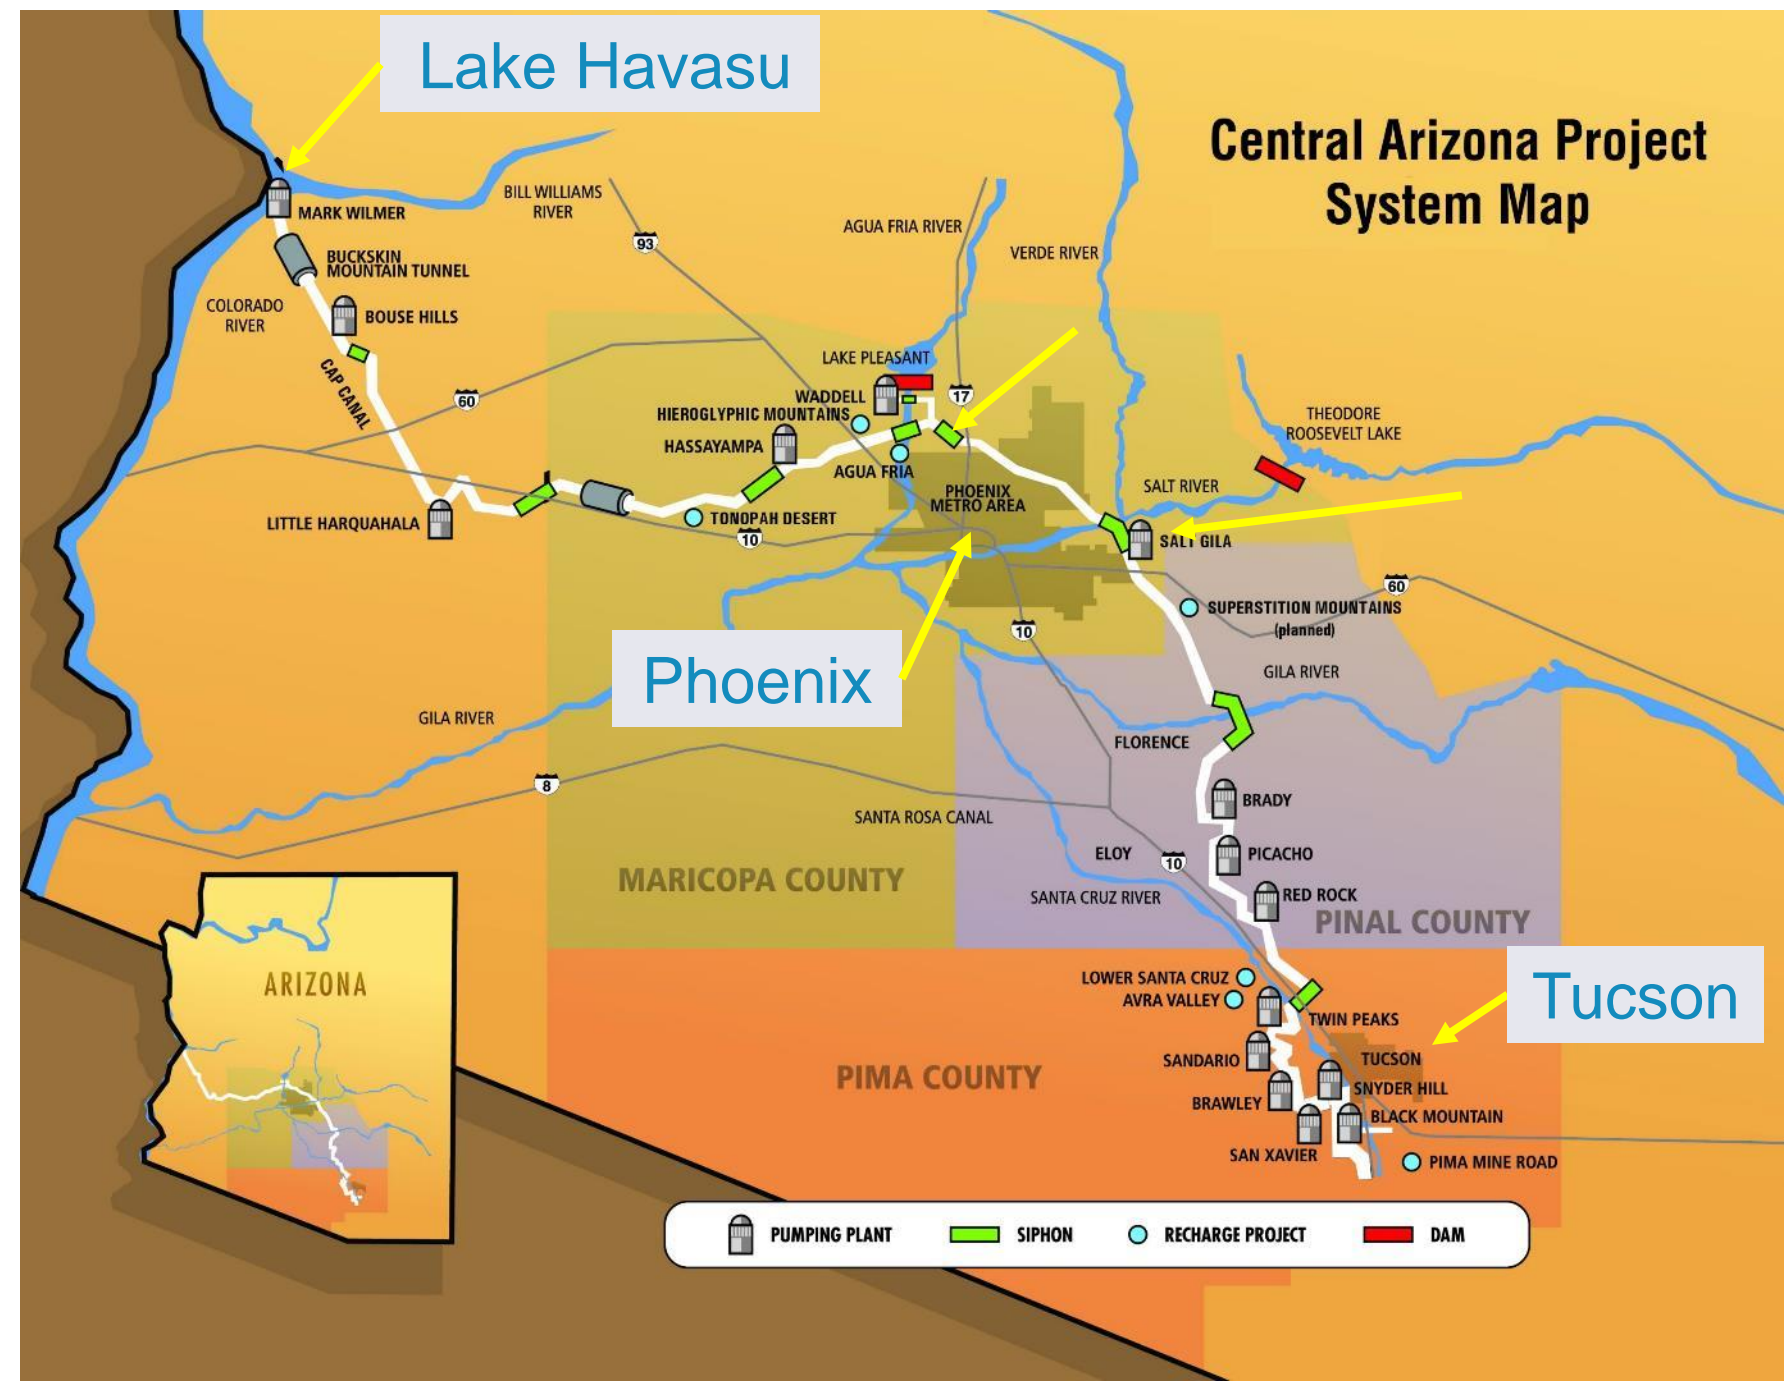 Lake Havasu
Central Arizona Project
System Map
MARK WILMER
BILL WILLIAMS
RIVER
93
AGUA FRIA RIVER
VERDE RIVER
BUCKSKIN
MOUNTAIN TUNNEL
COLORADO
RIVER
BOUSE HILLS
CAP CANAL
60
LAKE PLEASANT
WADDELL
17
HIEROGLYPHIC MOUNTAINS
HASSAYAMPA
AGUA FRIA
THEODORE
ROOSEVELT LAKE
PHOENIX
METRO AREA
SALT RIVER
LITTLE HARQUAHALA
TONOPAH DESERT
10
SALT GILA
60
SUPERSTITION MOUNTAINS
(planned)
10
Phoenix
GILA RIVER
GILA RIVER
FLORENCE
8
BRADY
SANTA ROSA CANAL
ELOY
10
PICACHO
MARICOPA COUNTY
SANTA CRUZ RIVER
RED ROCK
PINAL COUNTY
ARIZONA
LOWER SANTA CRUZ
AVRA VALLEY
Tucson
TWIN PEAKS
SANDARIO
TUCSON
PIMA COUNTY
SNYDER HILL
BRAWLEY
BLACK MOUNTAIN
SAN XAVIER
PIMA MINE ROAD
PUMPING PLANT
SIPHON
RECHARGE PROJECT
DAM